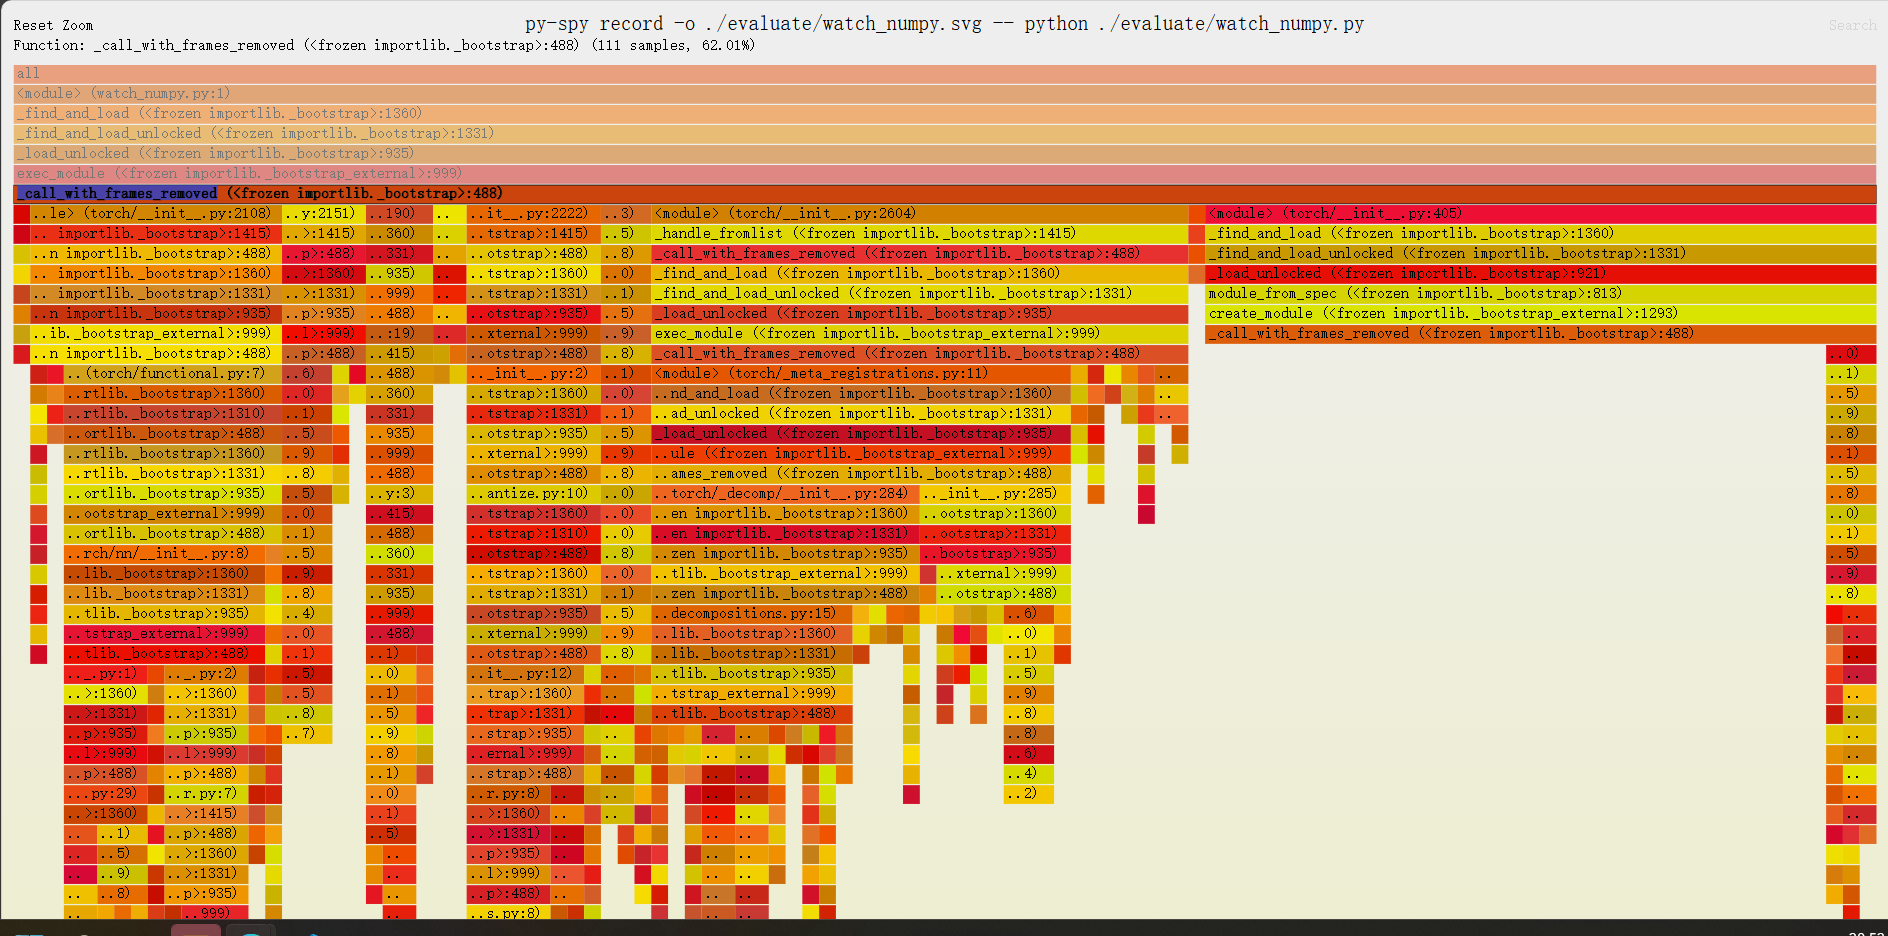 Reset Zoom
py-spy record -o ./evaluate/watch_numpy.svg -- python ./evaluate/watch_numpy.py
Search
Function: _call_with_frames_removed (<frozen importlib._bootstrap>:488) (111 samples, 62.01%)
all
<module> (watch_numpy.py:1)
_find_and_load (<frozen importlib._bootstrap>:1360)
_find_and_load_unlocked (<frozen importlib._bootstrap>:1331)
_load_unlocked (<frozen importlib._bootstrap>:935)
exec_module (<frozen importlib._bootstrap_external>:999)
_call_with_frames_removed (<frozen importlib._bootstrap>:488)
..le> (torch/__init__.py:2108) ..y:2151) ..190) .. ..it__.py:2222) ..3) <module> (torch/__init__.py:2604) <module> (torch/__init__.py:405)
.. importlib._bootstrap>:1415) ..>:1415) ..360) .. ..tstrap>:1415) ..5) _handle_fromlist (<frozen importlib._bootstrap>:1415) _find_and_load (<frozen importlib._bootstrap>:1360)
..n importlib._bootstrap>:488) ..p>:488) ..331) .. ..otstrap>:488) ..8) _call_with_frames_removed (<frozen importlib._bootstrap>:488) _find_and_load_unlocked (<frozen importlib._bootstrap>:1331)
.. importlib._bootstrap>:1360) ..>:1360) ..935) .. ..tstrap>:1360) ..0) _find_and_load (<frozen importlib._bootstrap>:1360) _load_unlocked (<frozen importlib._bootstrap>:921)
.. importlib._bootstrap>:1331) ..>:1331) ..999) .. ..tstrap>:1331) ..1) _find_and_load_unlocked (<frozen importlib._bootstrap>:1331) module_from_spec (<frozen importlib._bootstrap>:813)
..n importlib._bootstrap>:935) ..p>:935) ..488) .. ..otstrap>:935) ..5) _load_unlocked (<frozen importlib._bootstrap>:935) create_module (<frozen importlib._bootstrap_external>:1293)
..ib._bootstrap_external>:999) ..l>:999) ..:19) .. ..xternal>:999) ..9) exec_module (<frozen importlib._bootstrap_external>:999) _call_with_frames_removed (<frozen importlib._bootstrap>:488)
..n importlib._bootstrap>:488) ..p>:488) ..415) ..otstrap>:488) ..8) _call_with_frames_removed (<frozen importlib._bootstrap>:488) ..0)
..(torch/functional.py:7) ..6) ..488) .._init__.py:2) ..1) <module> (torch/_meta_registrations.py:11) .. ..1)
..rtlib._bootstrap>:1360) ..0) ..360) ..tstrap>:1360) ..0) ..nd_and_load (<frozen importlib._bootstrap>:1360) .. ..5)
..rtlib._bootstrap>:1310) ..1) ..331) ..tstrap>:1331) ..1) ..ad_unlocked (<frozen importlib._bootstrap>:1331) .. ..9)
..ortlib._bootstrap>:488) ..5) ..935) ..otstrap>:935) ..5) _load_unlocked (<frozen importlib._bootstrap>:935) ..8)
..rtlib._bootstrap>:1360) ..9) ..999) ..xternal>:999) ..9) ..ule (<frozen importlib._bootstrap_external>:999) ..1)
..rtlib._bootstrap>:1331) ..8) ..488) ..otstrap>:488) ..8) ..ames_removed (<frozen importlib._bootstrap>:488) ..5)
..ortlib._bootstrap>:935) ..5) ..y:3) ..antize.py:10) ..0) ..torch/_decomp/__init__.py:284) .._init__.py:285) ..8)
..ootstrap_external>:999) ..0) ..415) ..tstrap>:1360) ..0) ..en importlib._bootstrap>:1360) ..ootstrap>:1360) ..0)
..ortlib._bootstrap>:488) ..1) ..488) ..tstrap>:1310) ..0) ..en importlib._bootstrap>:1331) ..ootstrap>:1331) ..1)
..rch/nn/__init__.py:8) ..5) ..360) ..otstrap>:488) ..8) ..zen importlib._bootstrap>:935) ..bootstrap>:935) ..5)
..lib._bootstrap>:1360) ..9) ..331) ..tstrap>:1360) ..0) ..tlib._bootstrap_external>:999) ..xternal>:999) ..9)
..lib._bootstrap>:1331) ..8) ..935) ..tstrap>:1331) ..1) ..zen importlib._bootstrap>:488) ..otstrap>:488) ..8)
..tlib._bootstrap>:935) ..4) ..999) ..otstrap>:935) ..5) ..decompositions.py:15) ..6) ..
..tstrap_external>:999) ..0) ..488) ..xternal>:999) ..9) ..lib._bootstrap>:1360) ..0) ..
..tlib._bootstrap>:488) ..1) ..1) ..otstrap>:488) ..8) ..lib._bootstrap>:1331) ..1) ..
.._.py:1) .._.py:2) ..5) ..0) ..it__.py:12) .. ..tlib._bootstrap>:935) ..5) ..
..>:1360) ..>:1360) ..5) ..1) ..trap>:1360) .. ..tstrap_external>:999) ..9) ..
..>:1331) ..>:1331) ..8) ..5) ..trap>:1331) .. ..tlib._bootstrap>:488) ..8) ..
..p>:935) ..p>:935) ..7) ..9) ..strap>:935) .. .. .. ..8) ..
..l>:999) ..l>:999) ..8) ..ernal>:999) .. .. .. ..6) ..
..p>:488) ..p>:488) ..1) ..strap>:488) .. .. .. ..4) ..
...py:29) ..r.py:7) ..0) ..r.py:8) .. .. .. .. ..2) ..
..>:1360) ..>:1415) ..1) ..>:1360) .. .. .. .. ..
..1) ..p>:488) ..5) ..>:1331) .. .. ..
.. ..5) ..>:1360) .. ..p>:935) .. .. ..
.. ..9) ..>:1331) .. ..l>:999) .. .. ..
.. ..8) ..p>:935) .. ..p>:488) .. .. ..
.. ..999) .. ..s.py:8) .. ..